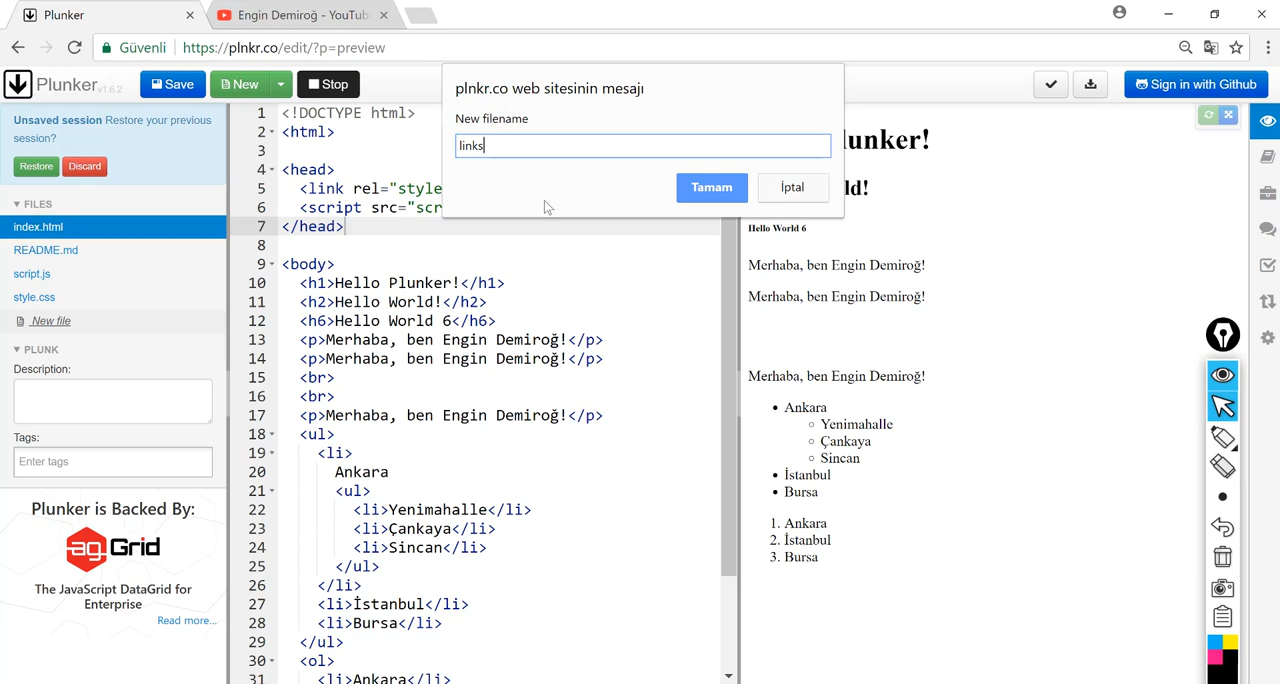 Plunker
Engin Demiroğ - YouTub
Güvenli
https://plnkr.co/edit/?p=preview
Plunker v1.6.2
Save
New
Stop
Sign in with Github
plnkr.co web sitesinin mesajı
New filename
links
Tamam
İptal
Unsaved session Restore your previous
session?
Restore
Discard
FILES
index.html
README.md
script.js
style.css
New file
PLUNK
Description:
Tags:
Enter tags
Plunker is Backed By:
ag Grid
The JavaScript DataGrid for
Enterprise
Read more...
1 <!DOCTYPE html>
2 <html>
3
4 <head>
5 <link rel="style
6 <script src="scr
7 </head>
8
9 <body>
10 <h1>Hello Plunker!</h1>
11 <h2>Hello World!</h2>
12 <h6>Hello World 6</h6>
13 <p>Merhaba, ben Engin Demiroğ!</p>
14 <p>Merhaba, ben Engin Demiroğ!</p>
15 <br>
16 <br>
17 <p>Merhaba, ben Engin Demiroğ!</p>
18 <ul>
19 <li>
20 Ankara
21 <ul>
22 <li>Yenimahalle</li>
23 <li>Çankaya</li>
24 <li>Sincan</li>
25 </ul>
26 </li>
27 <li>İstanbul</li>
28 <li>Bursa</li>
29 </ul>
30 <ol>
31 <li>Ankara</li>
lunker!
ld!
Hello World 6
Merhaba, ben Engin Demiroğ!
Merhaba, ben Engin Demiroğ!
Merhaba, ben Engin Demiroğ!
• Ankara
◦ Yenimahalle
◦ Çankaya
◦ Sincan
• İstanbul
• Bursa
1. Ankara
2. İstanbul
3. Bursa